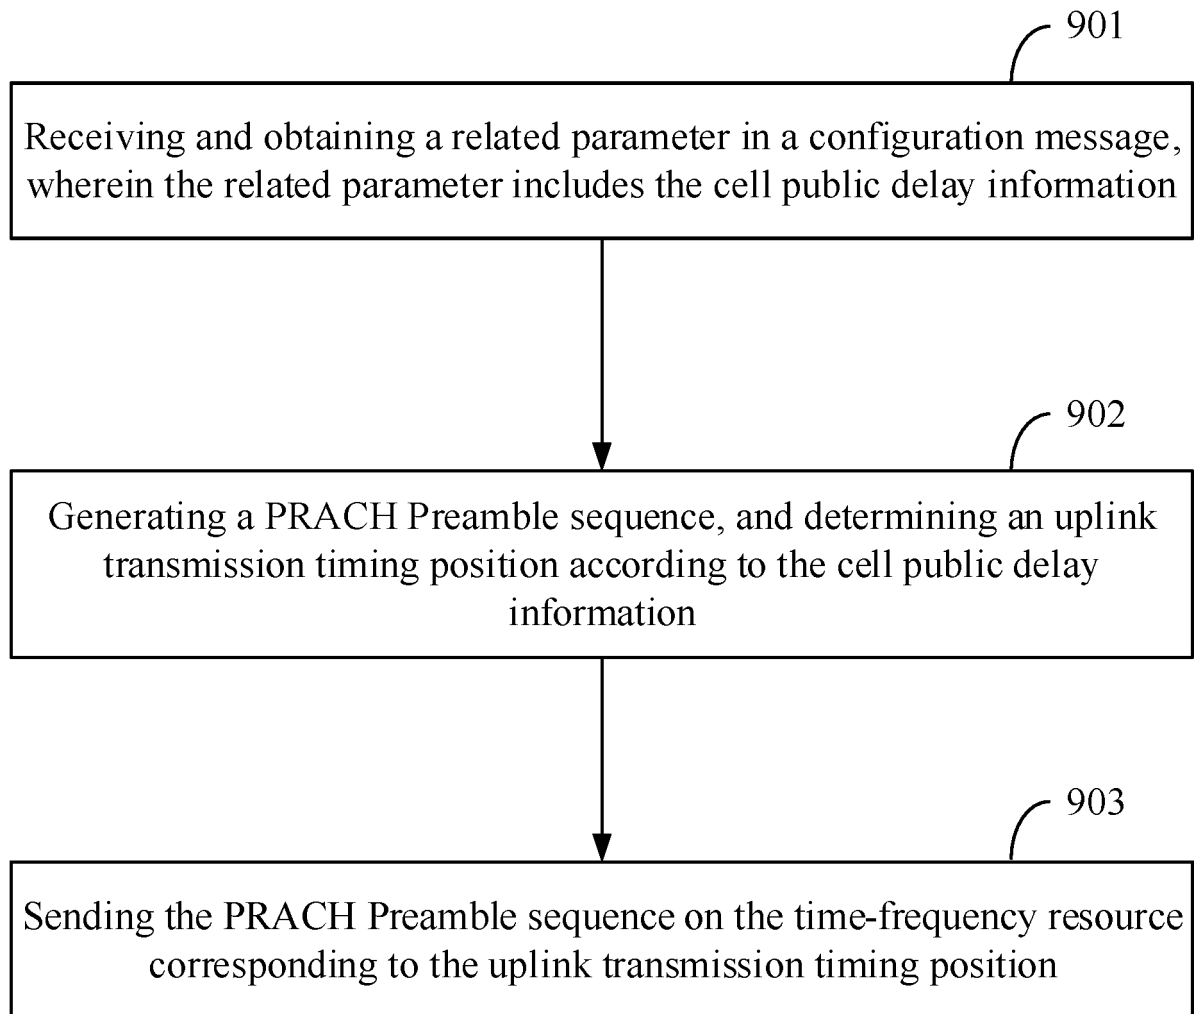 901
Receiving and obtaining a related parameter in a configuration message,
wherein the related parameter includes the cell public delay information
902
Generating a PRACH Preamble sequence, and determining an uplink
transmission timing position according to the cell public delay
information
903
Sending the PRACH Preamble sequence on the time-frequency resource
corresponding to the uplink transmission timing position